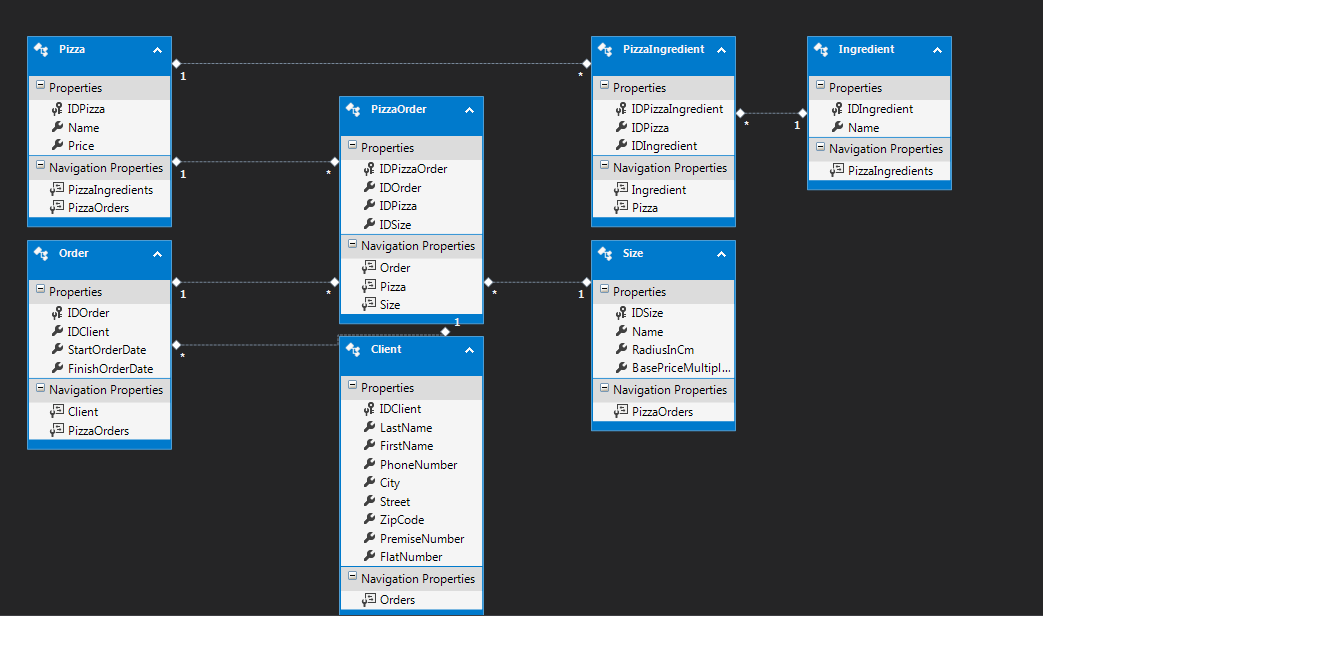 Pizza
Properties
IDPizza
Name
Price
Navigation Properties
PizzaIngredients
PizzaOrders
1
*
1
*
PizzaOrder
Properties
IDPizzaOrder
IDOrder
IDPizza
IDSize
Navigation Properties
Order
Pizza
Size
PizzaIngredient
Properties
IDPizzaIngredient
IDPizza
IDIngredient
Navigation Properties
Ingredient
Pizza
*
1
Ingredient
Properties
IDIngredient
Name
Navigation Properties
PizzaIngredients
Order
Properties
IDOrder
IDClient
StartOrderDate
FinishOrderDate
Navigation Properties
Client
PizzaOrders
1
*
*
1
*
1
Client
Properties
IDClient
LastName
FirstName
PhoneNumber
City
Street
ZipCode
PremiseNumber
FlatNumber
Navigation Properties
Orders
Size
Properties
IDSize
Name
RadiusInCm
BasePriceMultipl...
Navigation Properties
PizzaOrders